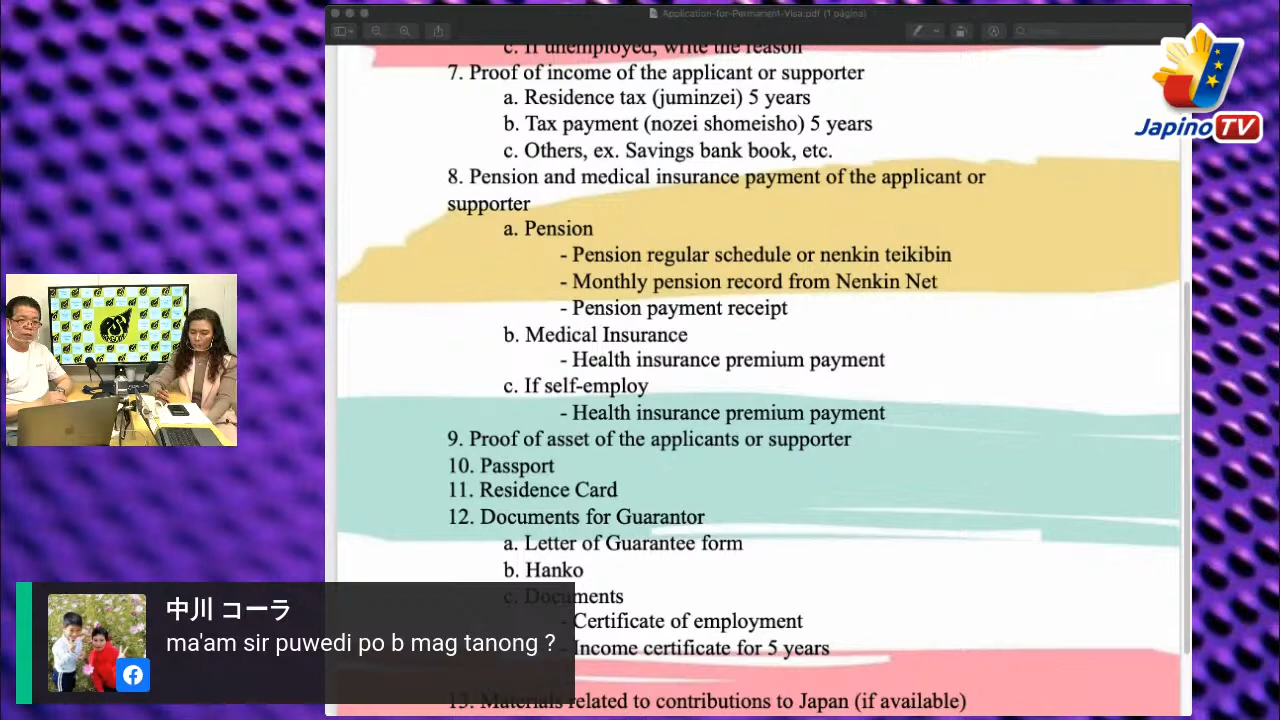 Application-for-Permanent-Visa.pdf (1 página)
c. If unemployed, write the reason
7. Proof of income of the applicant or supporter
a. Residence tax (juminzei) 5 years
b. Tax payment (nozei shomeisho) 5 years
c. Others, ex. Savings bank book, etc.
8. Pension and medical insurance payment of the applicant or
supporter
a. Pension
- Pension regular schedule or nenkin teikibin
- Monthly pension record from Nenkin Net
- Pension payment receipt
b. Medical Insurance
- Health insurance premium payment
c. If self-employ
- Health insurance premium payment
9. Proof of asset of the applicants or supporter
10. Passport
11. Residence Card
12. Documents for Guarantor
a. Letter of Guarantee form
b. Hanko
c. Documents
- Certificate of employment
- Income certificate for 5 years
13. Materials related to contributions to Japan (if available)
Japino TV
中川 コーラ
ma'am sir puwedi po b mag tanong ?